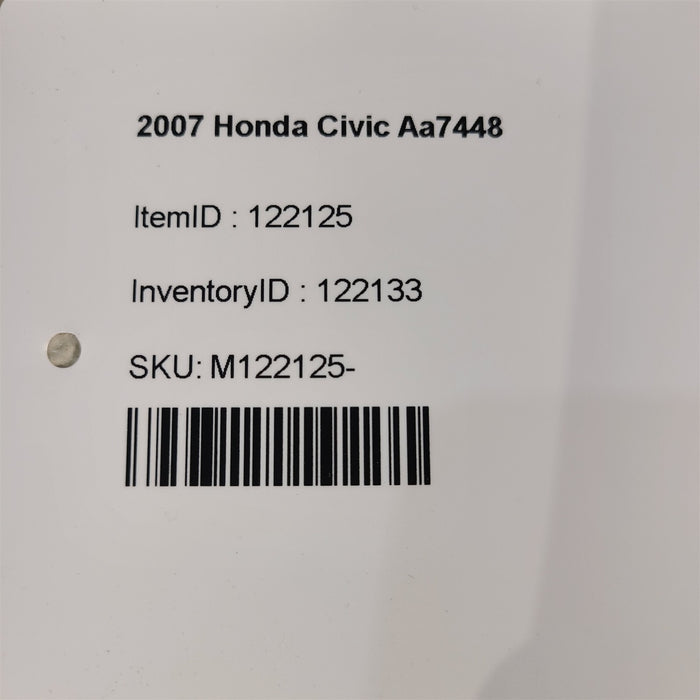 2007 Honda Civic Aa7448
ItemID : 122125
InventoryID : 122133
SKU: M122125-